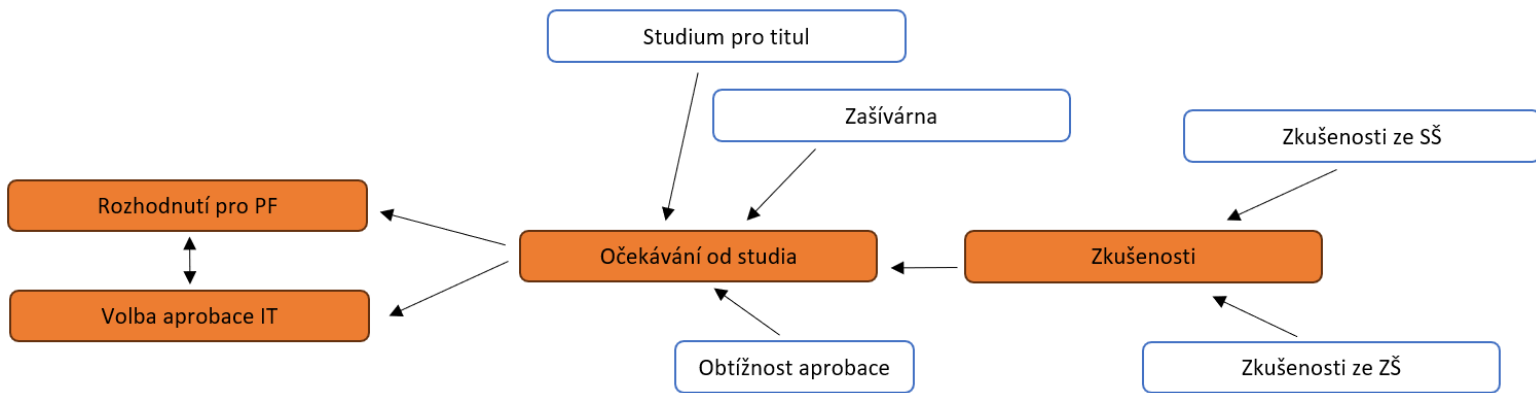 Studium pro titul
Zašívárna
Zkušenosti ze SŠ
Rozhodnutí pro PF
Očekávání od studia
Zkušenosti
Volba aprobace IT
Obtížnost aprobace
Zkušenosti ze ZŠ